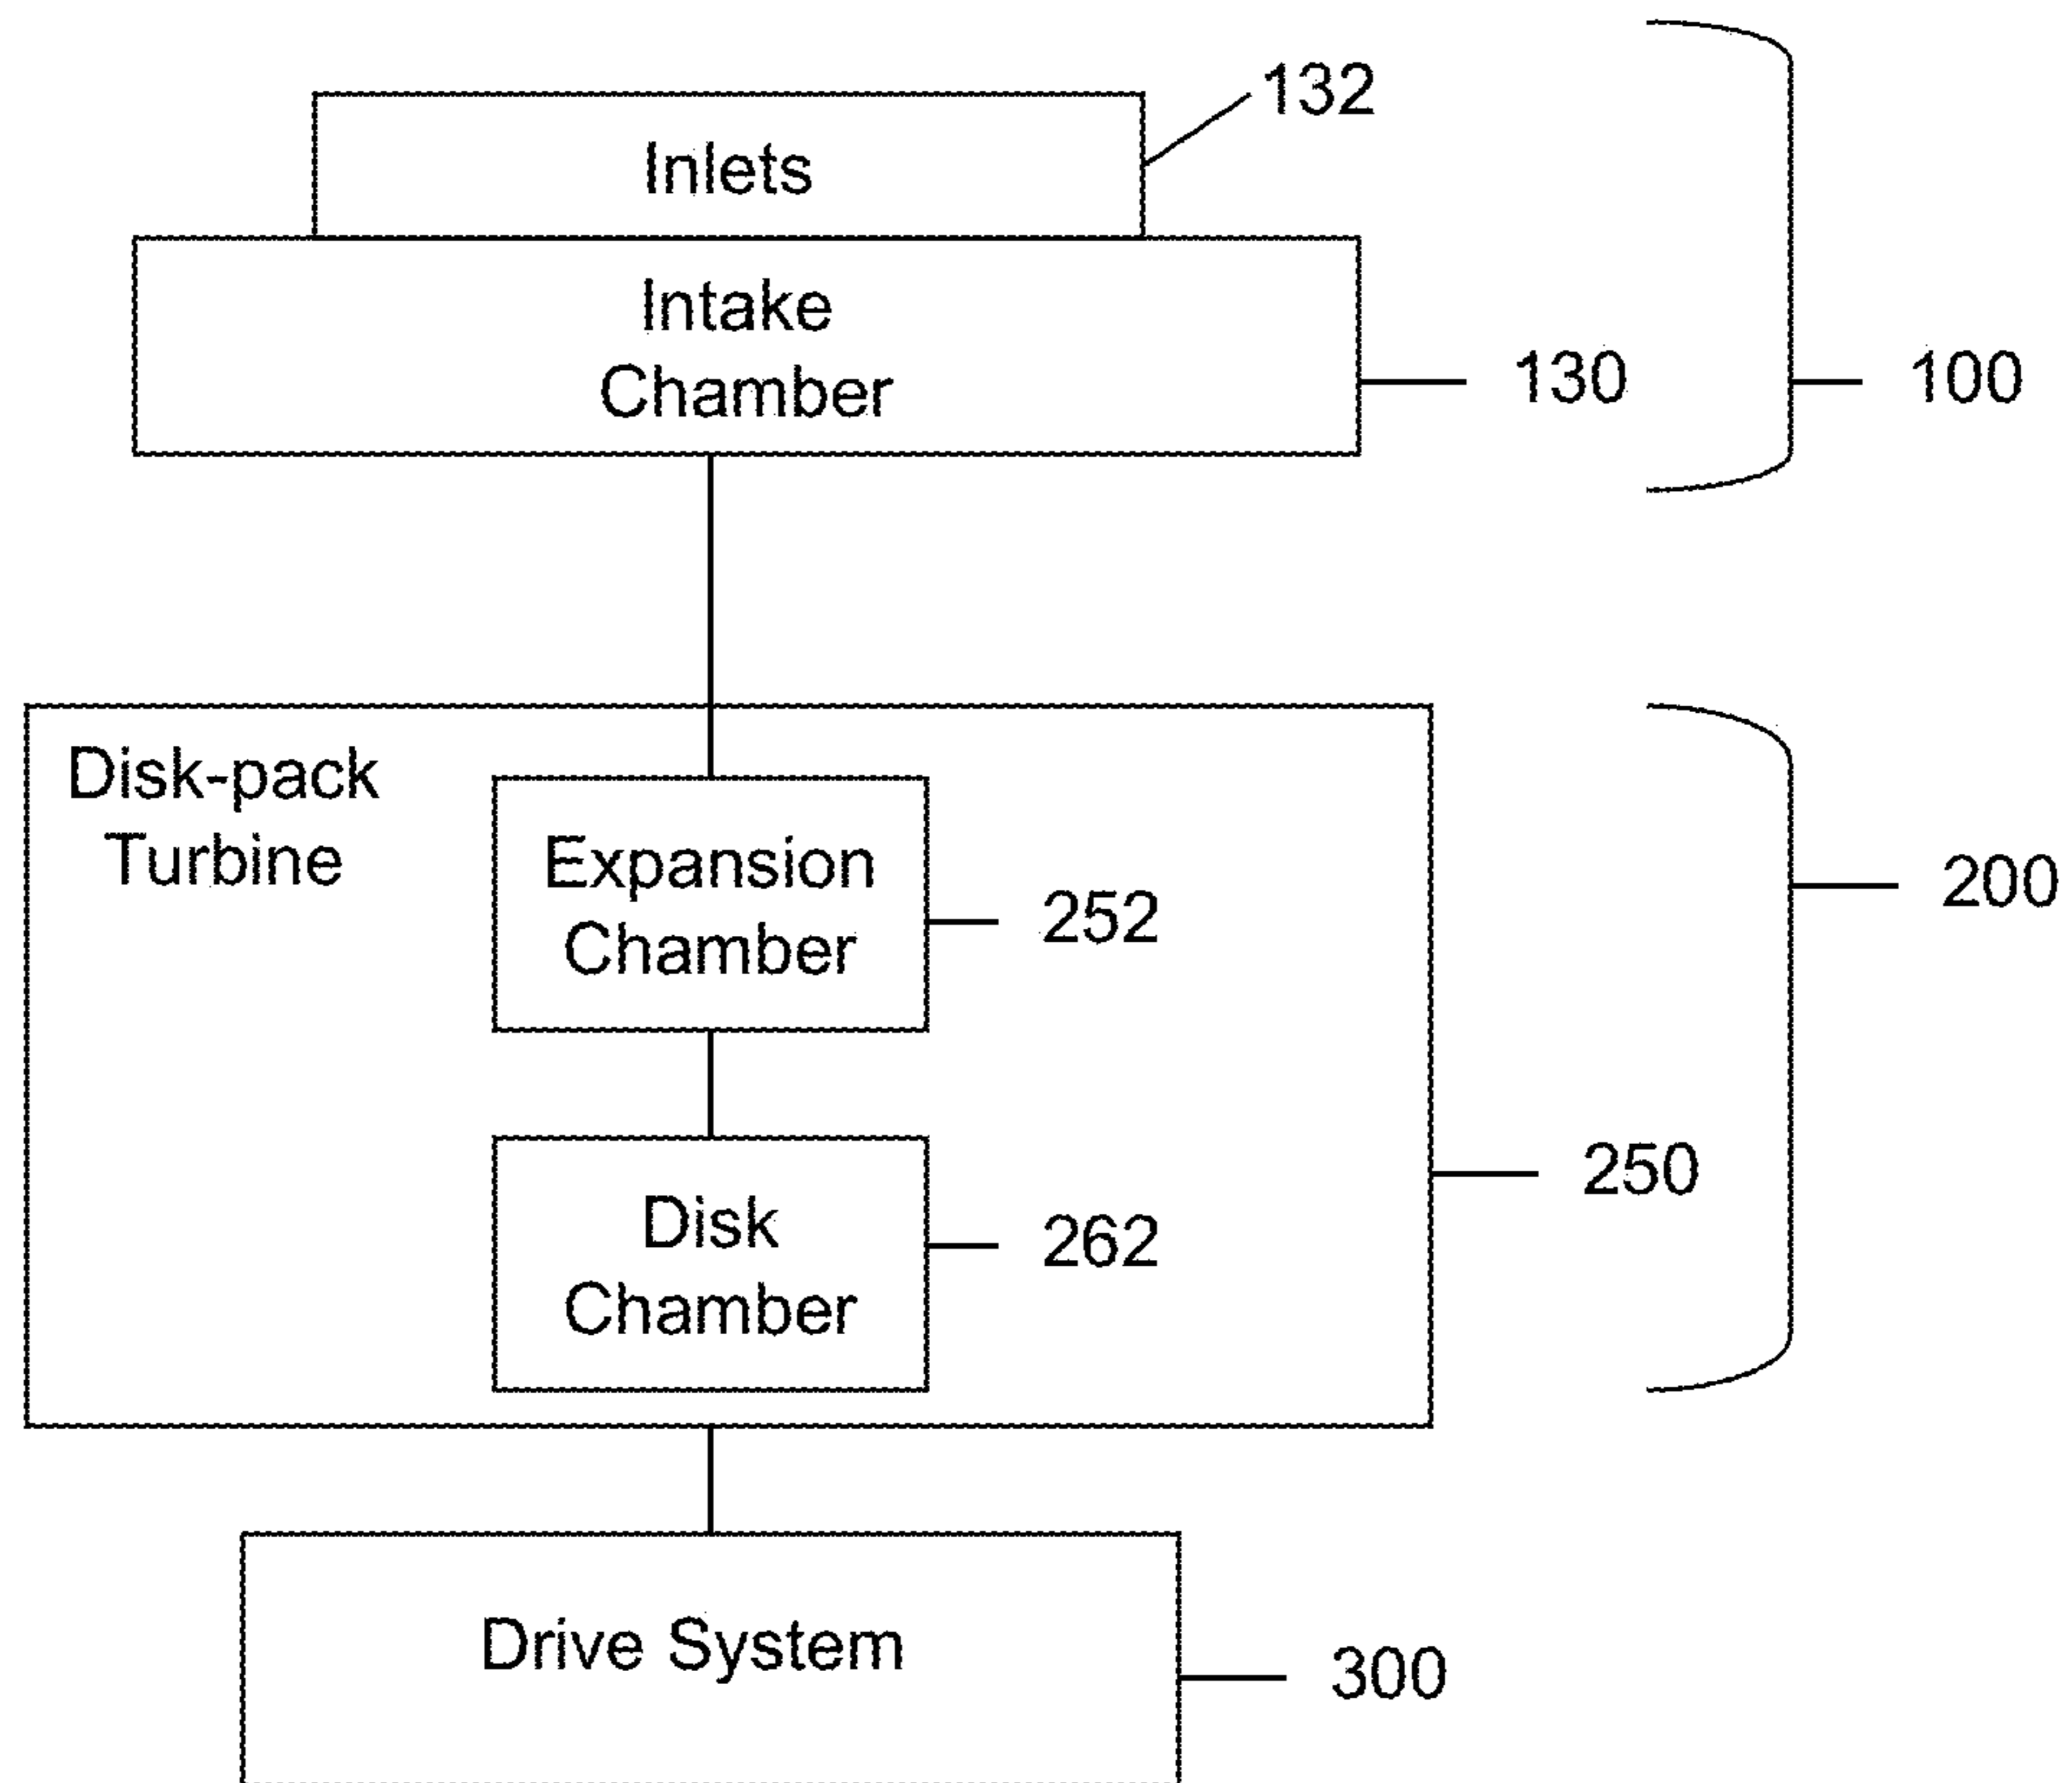 132
Inlets
Intake
Chamber
130
100
Disk-pack
Turbine
Expansion
Chamber
252
200
250
Disk
Chamber
262
Drive System
300